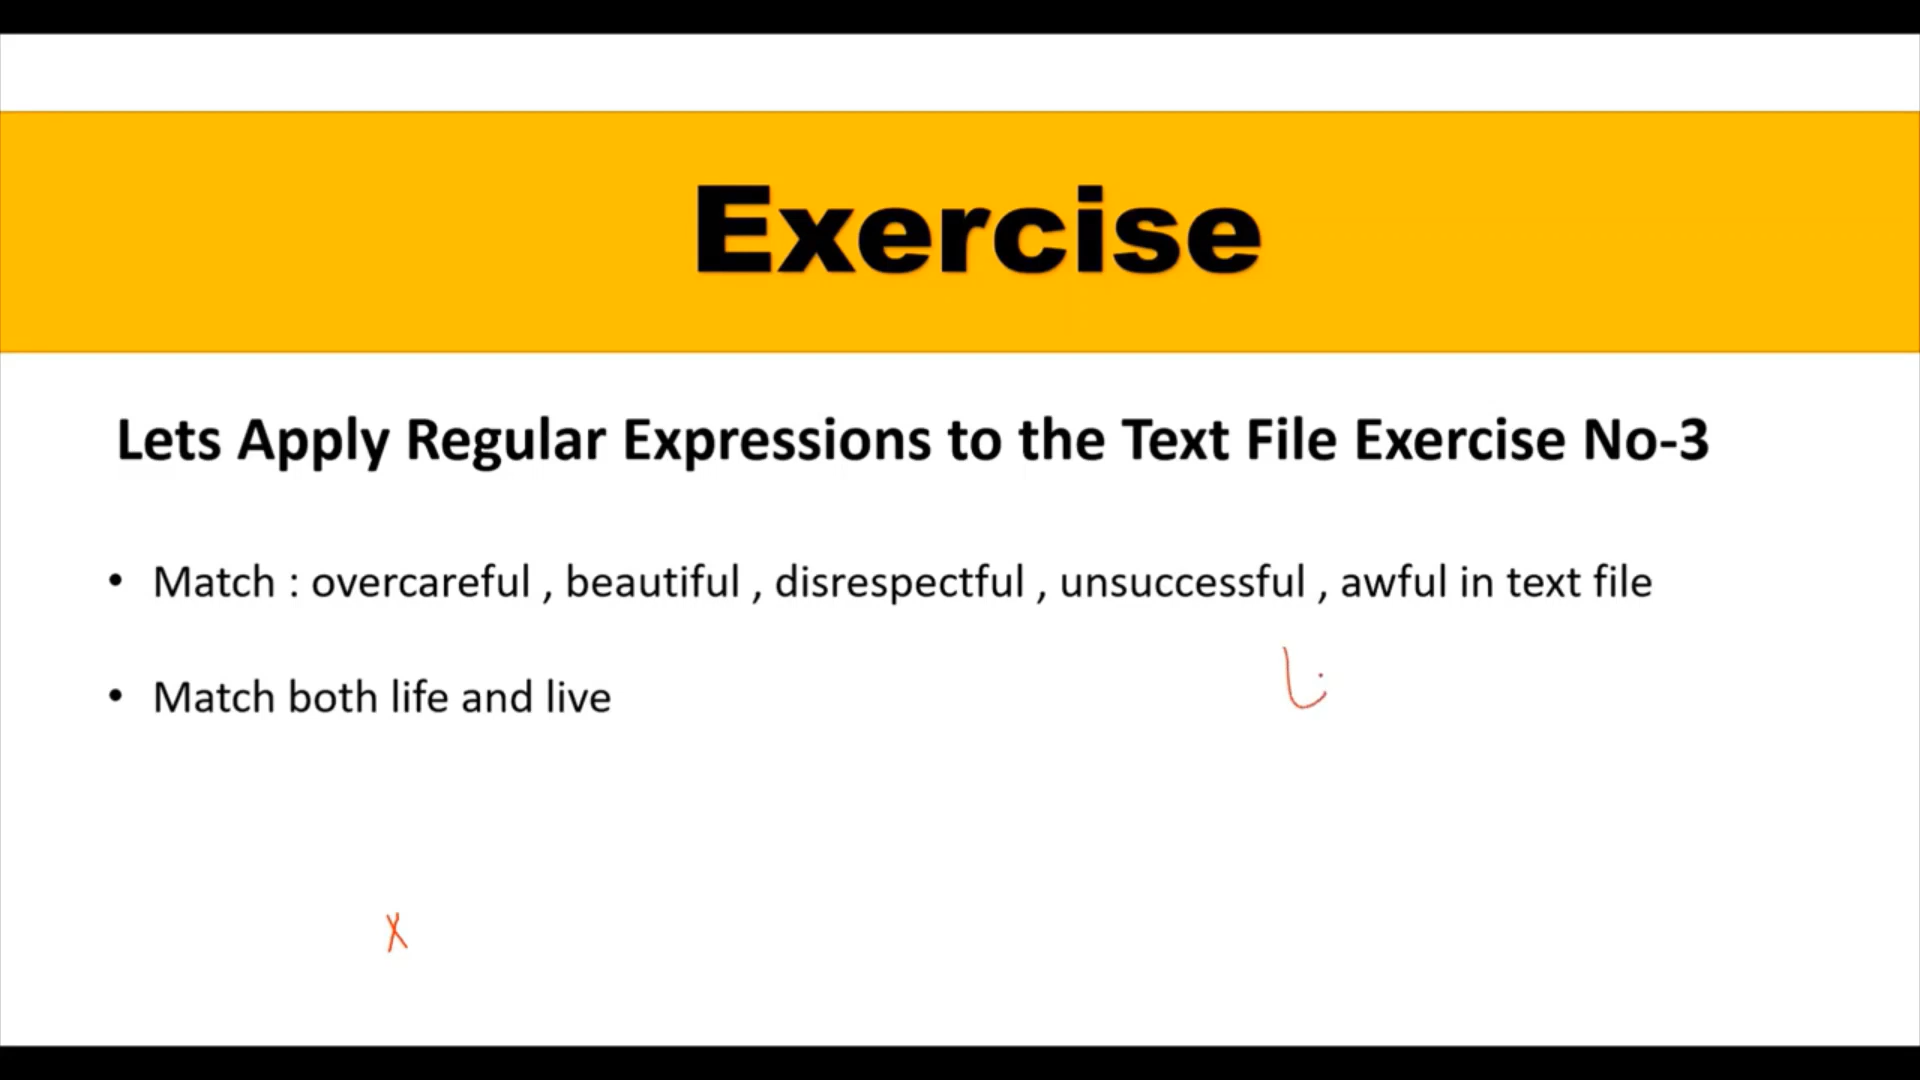 Exercise
Lets Apply Regular Expressions to the Text File Exercise No-3
• Match : overcareful , beautiful , disrespectful , unsuccessful , awful in text file
• Match both life and live
x